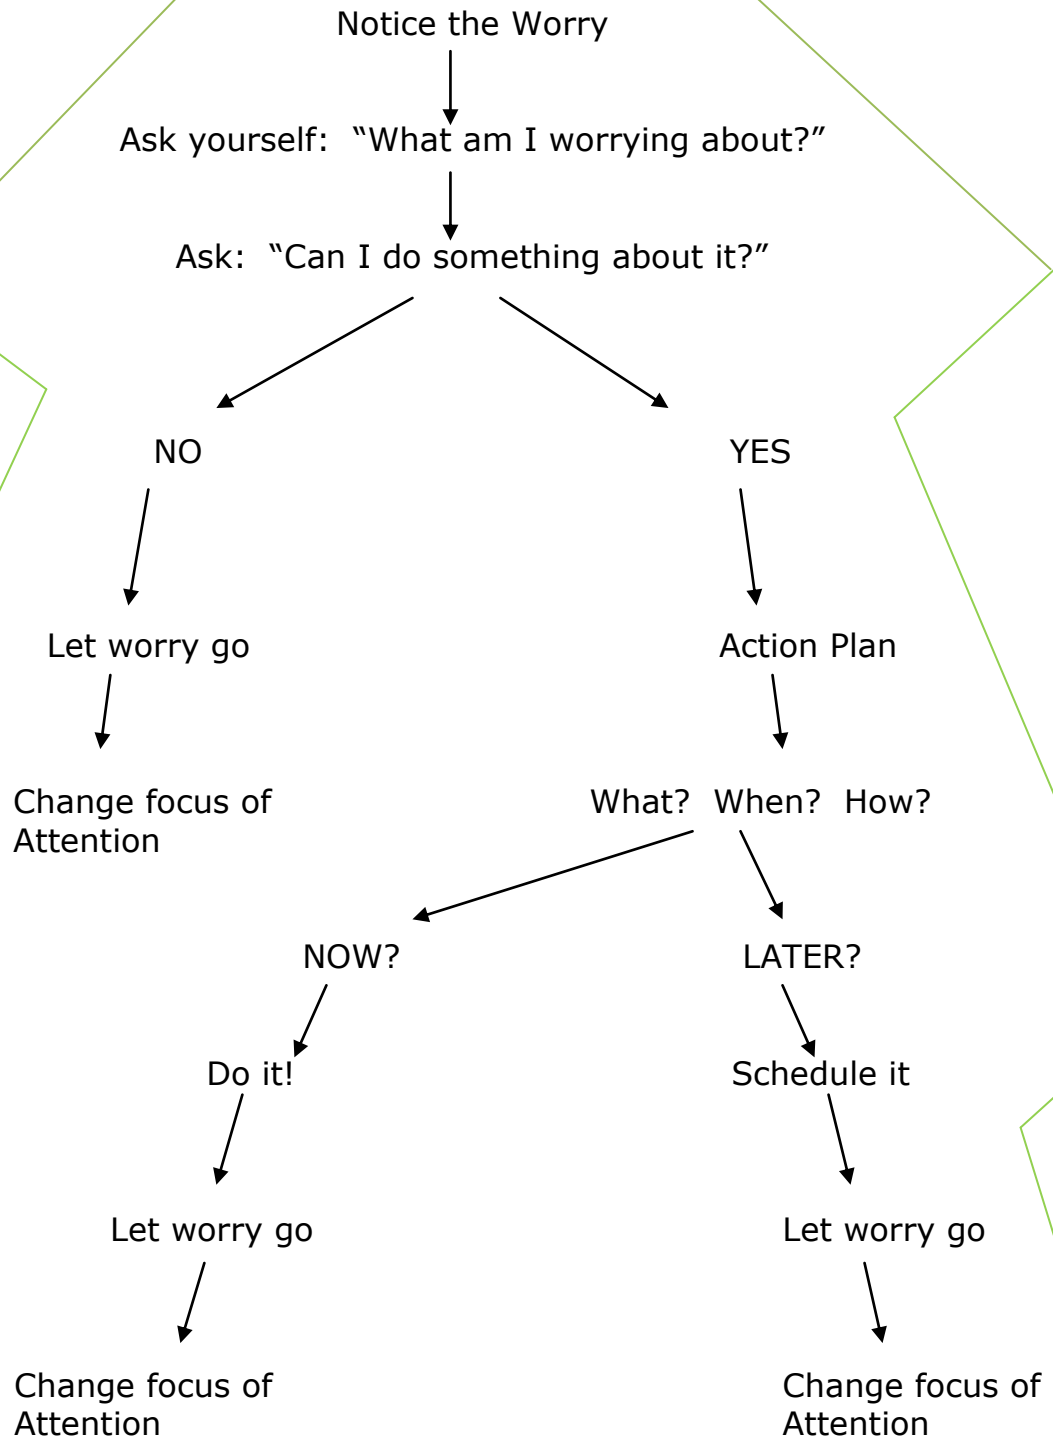 Notice the Worry
Ask yourself:  “What am I worrying about?”
Ask:  “Can I do something about it?”
NO
YES
Let worry go
Action Plan
Change focus of
Attention
What?  When?  How?
NOW?
LATER?
Do it!
Schedule it
Let worry go
Let worry go
Change focus of
Attention
Change focus of
Attention